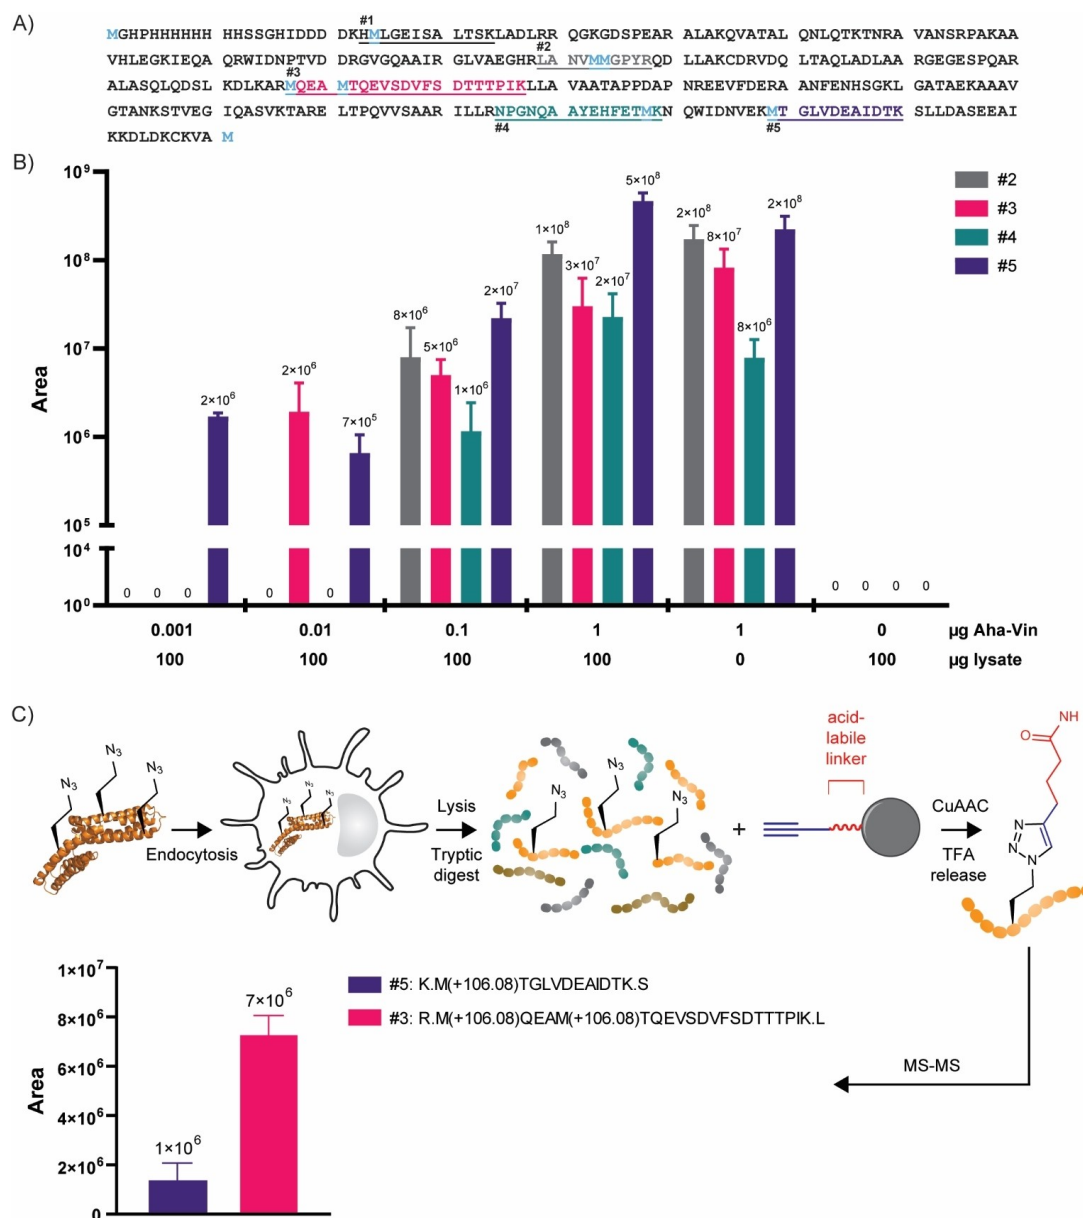 A)
#1
MGHPHHHHHH HHSSGHIDDD DKHMLGEISA LTSKLADLRR QGKGDSPEAR ALAKQVATAL QNLQTKTNRA VANSRPAKAA
#2
VHLEGKIEQA QRWIDNPTVD DRGVGQAAIR GLVAEGHRLA NVMMGPYRQD LLAKCDRVDQ LTAQLADLAA RGEGESPQAR
#3
ALASQLQDSL KDLKARMQEA MTQEVSDVFS DTTTPIKLLA VAATAPPDAP NREEVFDERA ANFENHSGKL GATAEKAAAV
GTANKSTVEG IQASVKTARE LTPQVVSAAR ILLRNPGNQA AYEHFETMKN QWIDNVEKMT GLVDEAIDTK SLLDASEEAI
#4 #5
KKDLDKCKVA M
B)
10⁹
10⁸
10⁷
10⁶
10⁵
10⁴
10⁰
Area
#2
#3
#4
#5
0 0 0 2×10⁶
0 2×10⁶ 0 7×10⁵
8×10⁶ 5×10⁶ 1×10⁶ 2×10⁷
1×10⁸ 3×10⁷ 2×10⁷ 5×10⁸
2×10⁸ 8×10⁷ 8×10⁶ 2×10⁸
0 0 0 0
0.001 0.01 0.1 1 1 0 µg Aha-Vin
100 100 100 100 0 100 µg lysate
C)
N₃
N₃
N₃
Endocytosis
N₃
N₃
N₃
Lysis
Tryptic
digest
N₃
N₃
N₃
+
acid-
labile
linker
CuAAC
TFA
release
NH
O
N
N
N
MS-MS
1×10⁷
8×10⁶
6×10⁶
4×10⁶
2×10⁶
0
Area
1×10⁶
7×10⁶
#5: K.M(+106.08)TGLVDEAIDTK.S
#3: R.M(+106.08)QEAM(+106.08)TQEVSDVFSDTTTPIK.L